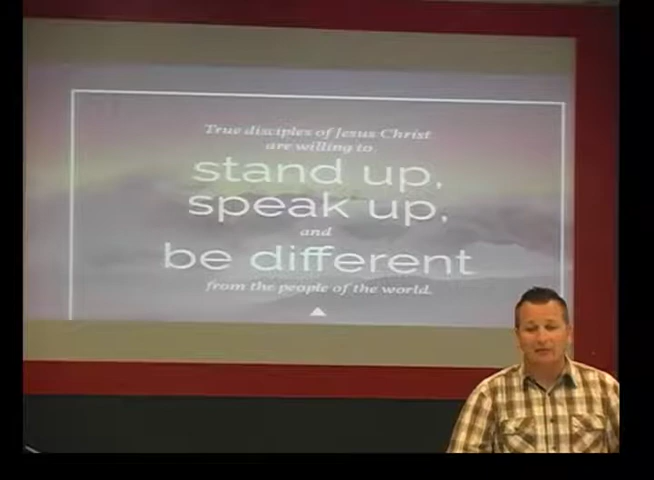 True disciples of Jesus Christ
are willing to
stand up,
speak up,
and
be different
from the people of the world.